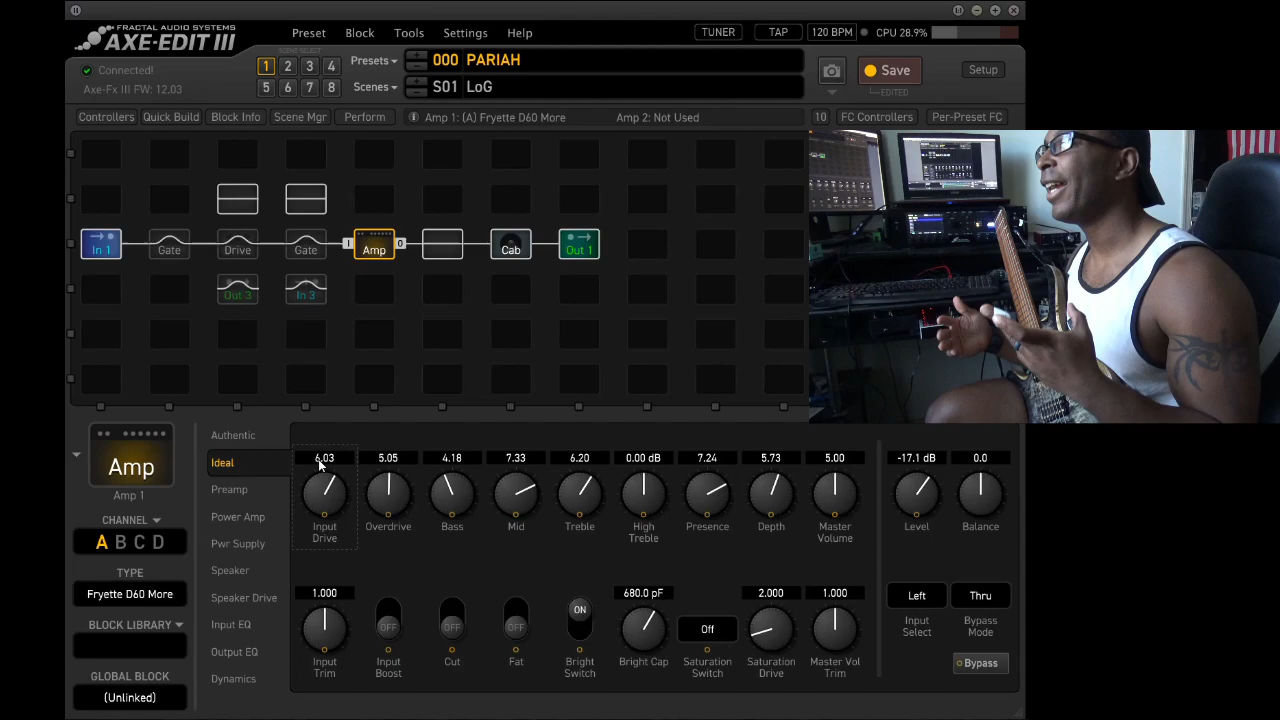 FRACTAL AUDIO SYSTEMS
AXE-EDIT III
Preset Block Tools Settings Help
TUNER TAP 120 BPM CPU 28.9%
Connected!
Axe-Fx III FW: 12.03
SCENE SELECT
1 2 3 4
5 6 7 8
Presets 000 PARIAH
Scenes S01 LoG
Save
EDITED
Setup
Controllers Quick Build Block Info Scene Mgr Perform
Amp 1: (A) Fryette D60 More Amp 2: Not Used
10 FC Controllers Per-Preset FC
In 1 Gate Drive Gate I Amp O Cab Out 1
Out 3 In 3
Amp
Amp 1
CHANNEL
A B C D
TYPE
Fryette D60 More
BLOCK LIBRARY
GLOBAL BLOCK
(Unlinked)
Authentic
Ideal
Preamp
Power Amp
Pwr Supply
Speaker
Speaker Drive
Input EQ
Output EQ
Dynamics
6.03 5.05 4.18 7.33 6.20 0.00 dB 7.24 5.73 5.00 -17.1 dB 0.0
Input Drive Overdrive Bass Mid Treble High Treble Presence Depth Master Volume Level Balance
1.000 680.0 pF 2.000 1.000
OFF OFF OFF ON Off Left Thru
Input Trim Input Boost Cut Fat Bright Switch Bright Cap Saturation Switch Saturation Drive Master Vol Trim Input Select Bypass Mode
Bypass